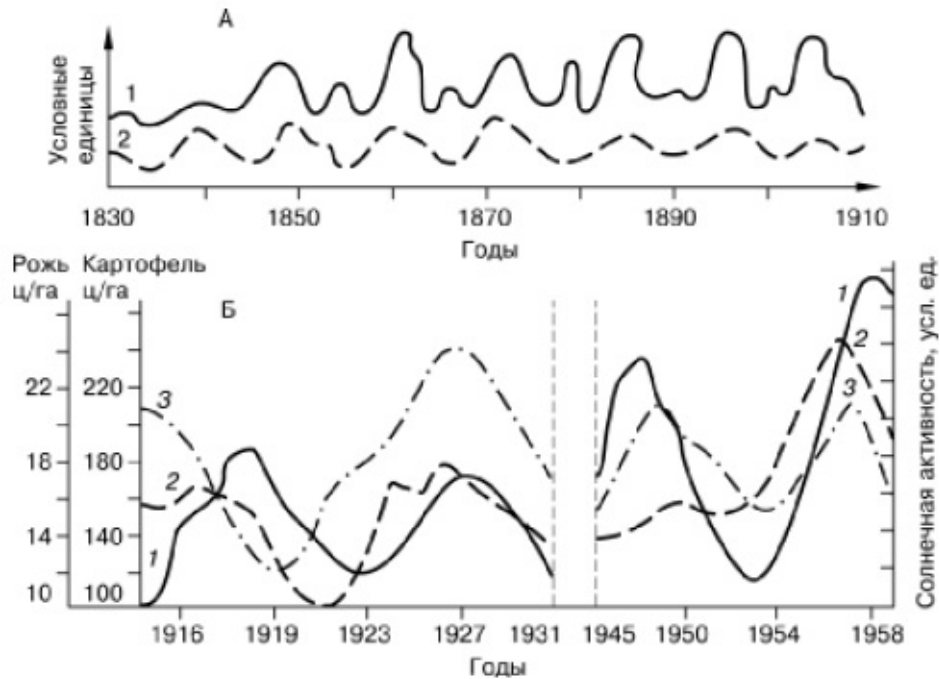 А
Условные
единицы
1
2
1830 1850 1870 1890 1910
Годы
Рожь Картофель
ц/га ц/га
Б
22 220
18 180
14 140
10 100
3
2
1
1
2
3
Солнечная активность, усл. ед.
1916 1919 1923 1927 1931 1945 1950 1954 1958
Годы